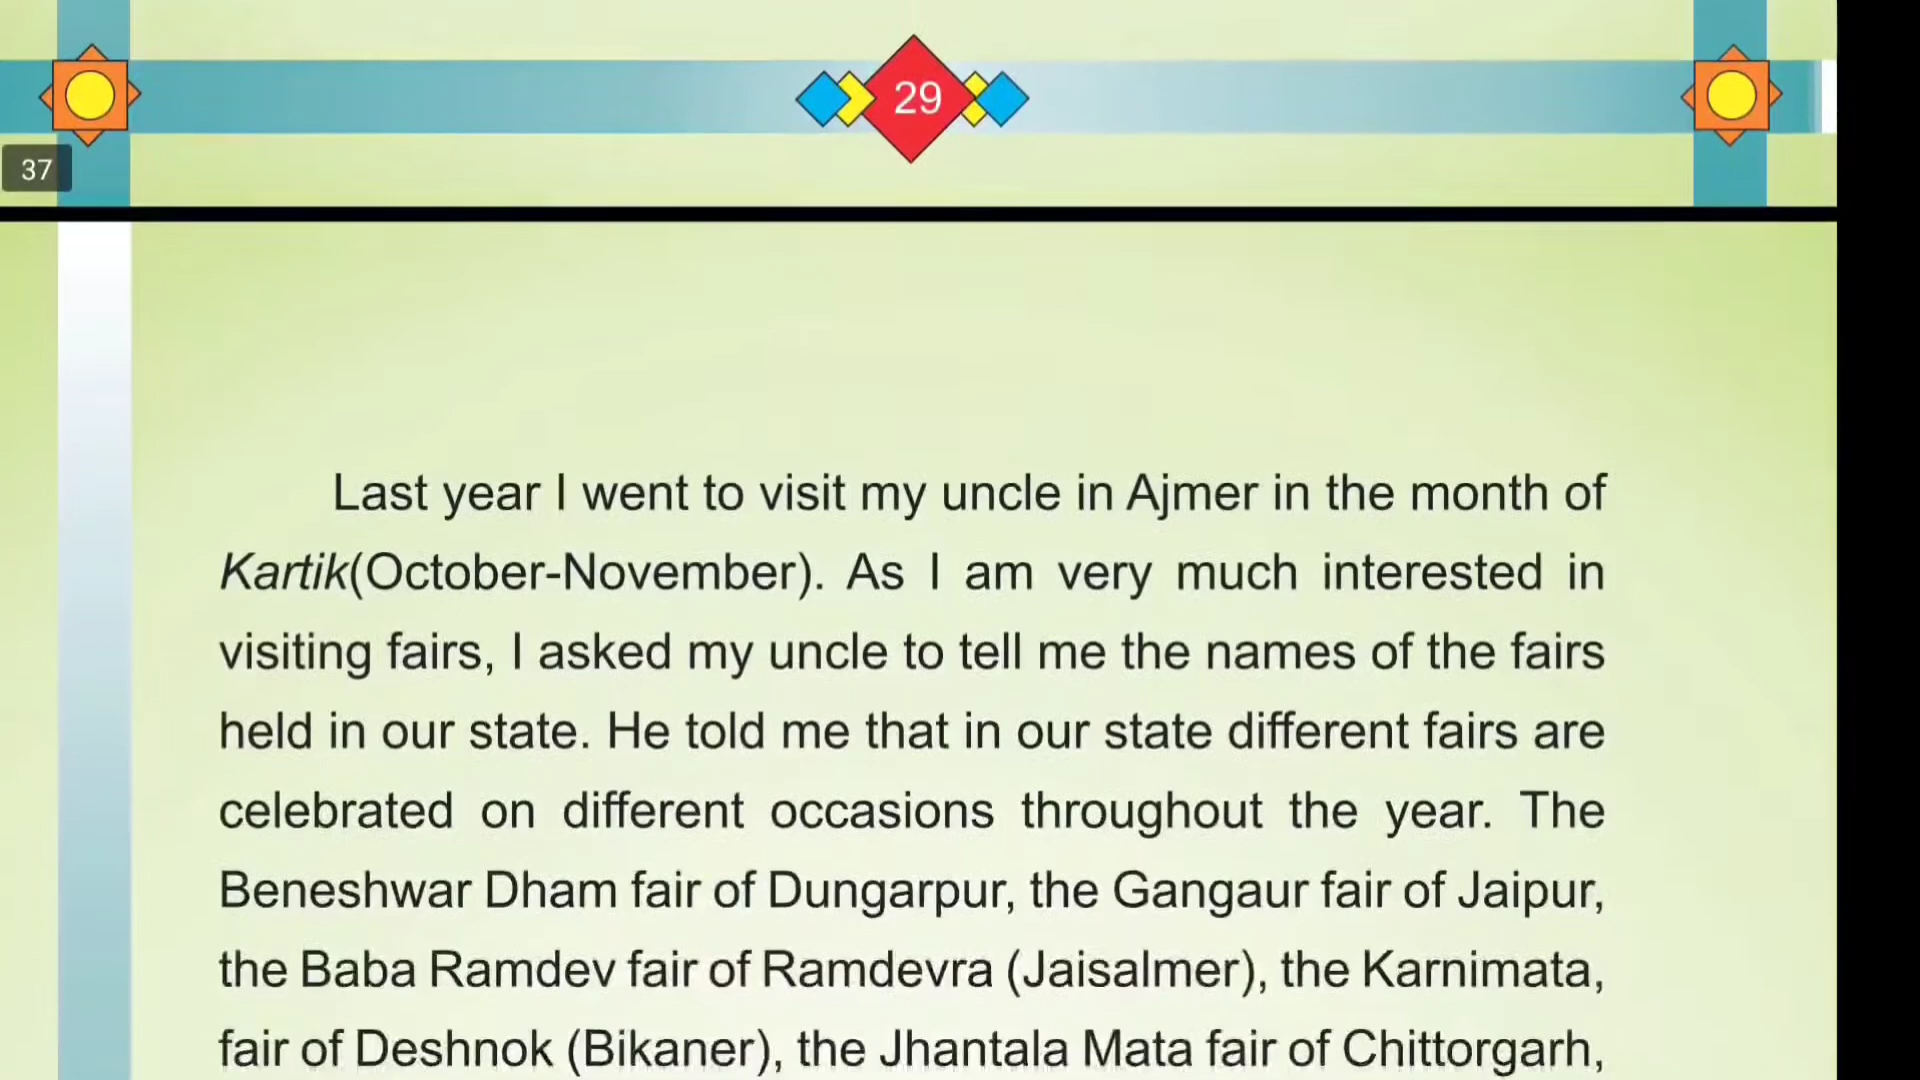 29
37
Last year I went to visit my uncle in Ajmer in the month of
Kartik(October-November). As I am very much interested in
visiting fairs, I asked my uncle to tell me the names of the fairs
held in our state. He told me that in our state different fairs are
celebrated on different occasions throughout the year. The
Beneshwar Dham fair of Dungarpur, the Gangaur fair of Jaipur,
the Baba Ramdev fair of Ramdevra (Jaisalmer), the Karnimata,
fair of Deshnok (Bikaner), the Jhantala Mata fair of Chittorgarh,